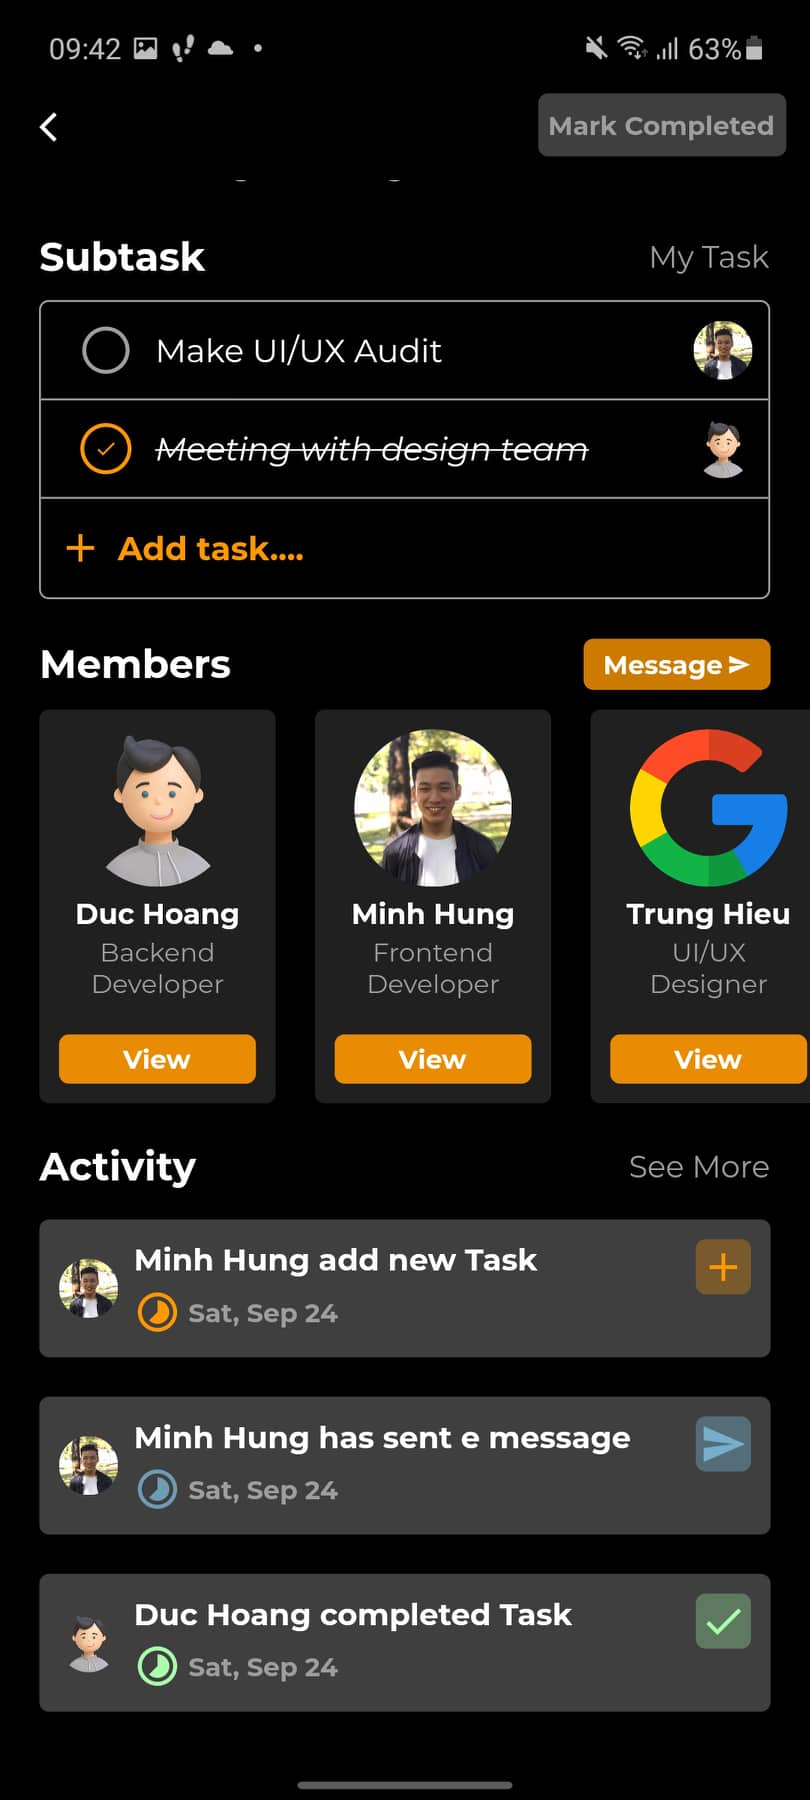 09:42
63%
Mark Completed
Subtask
My Task
Make UI/UX Audit
Meeting with design team
+ Add task....
Members
Message
Duc Hoang
Backend
Developer
View
Minh Hung
Frontend
Developer
View
Trung Hieu
UI/UX
Designer
View
Activity
See More
Minh Hung add new Task
Sat, Sep 24
Minh Hung has sent e message
Sat, Sep 24
Duc Hoang completed Task
Sat, Sep 24